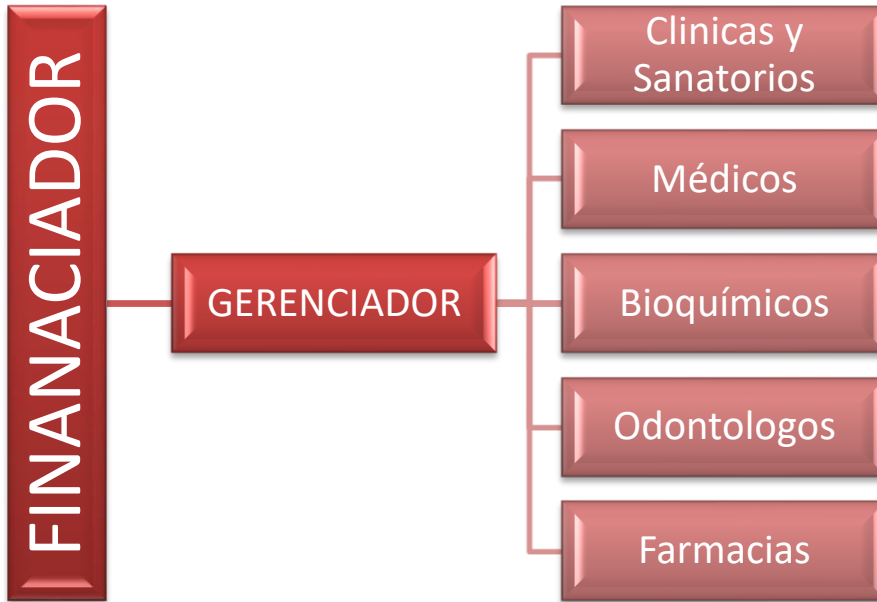 FINANACIADOR
GERENCIADOR
Clinicas y
Sanatorios
Médicos
Bioquímicos
Odontologos
Farmacias